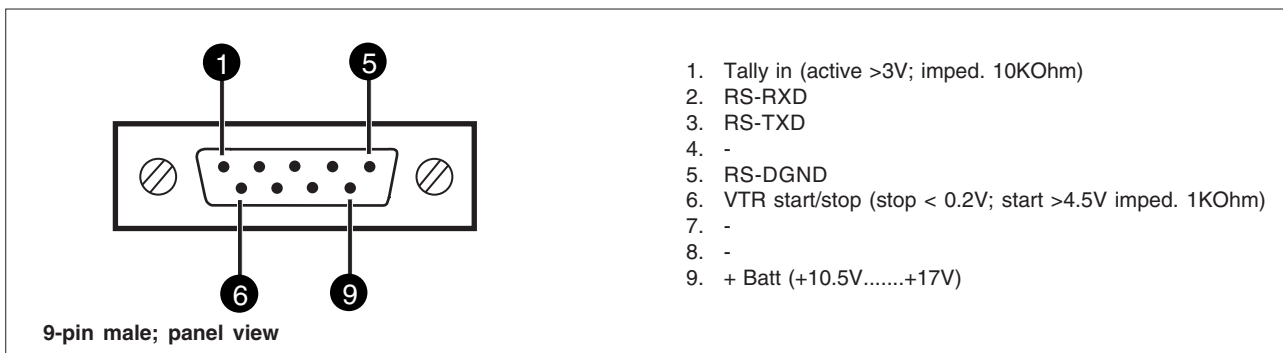 1 5
6 9
9-pin male; panel view
1. Tally in (active >3V; imped. 10KOhm)
2. RS-RXD
3. RS-TXD
4. -
5. RS-DGND
6. VTR start/stop (stop < 0.2V; start >4.5V imped. 1KOhm)
7. -
8. -
9. + Batt (+10.5V.......+17V)